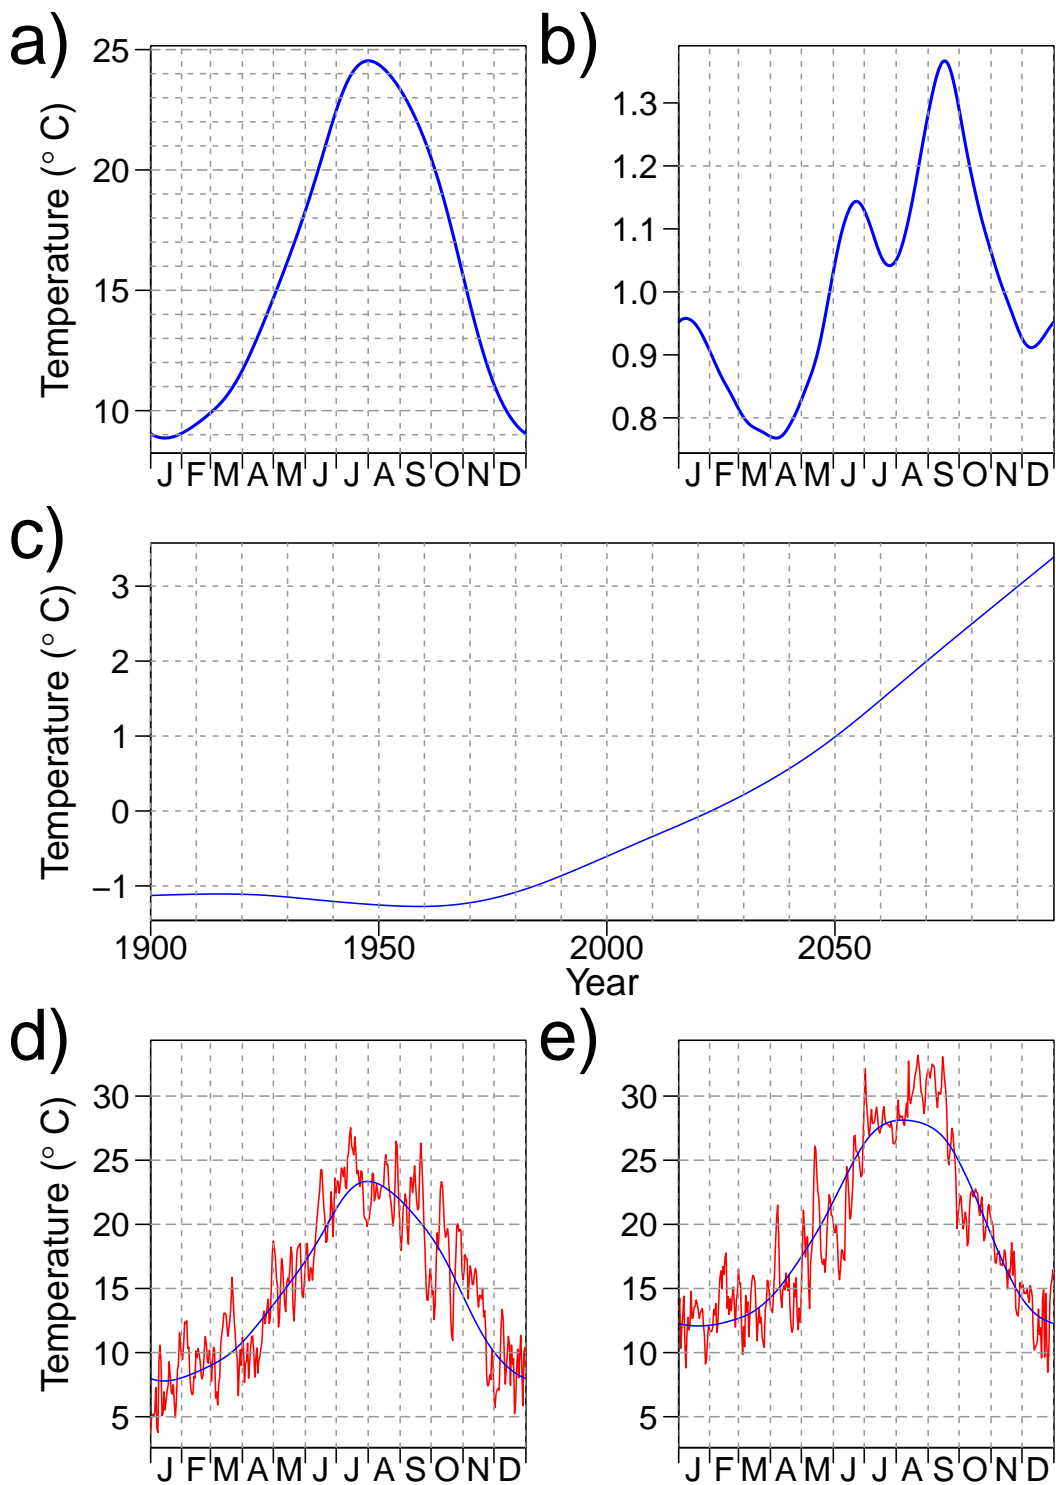 a)
25
20
15
10
Temperature (° C)
J F M A M J J A S O N D
b)
1.3
1.2
1.1
1.0
0.9
0.8
J F M A M J J A S O N D
c)
3
2
1
0
−1
Temperature (° C)
1900 1950 2000 2050
Year
d)
30
25
20
15
10
5
Temperature (° C)
J F M A M J J A S O N D
e)
30
25
20
15
10
5
J F M A M J J A S O N D